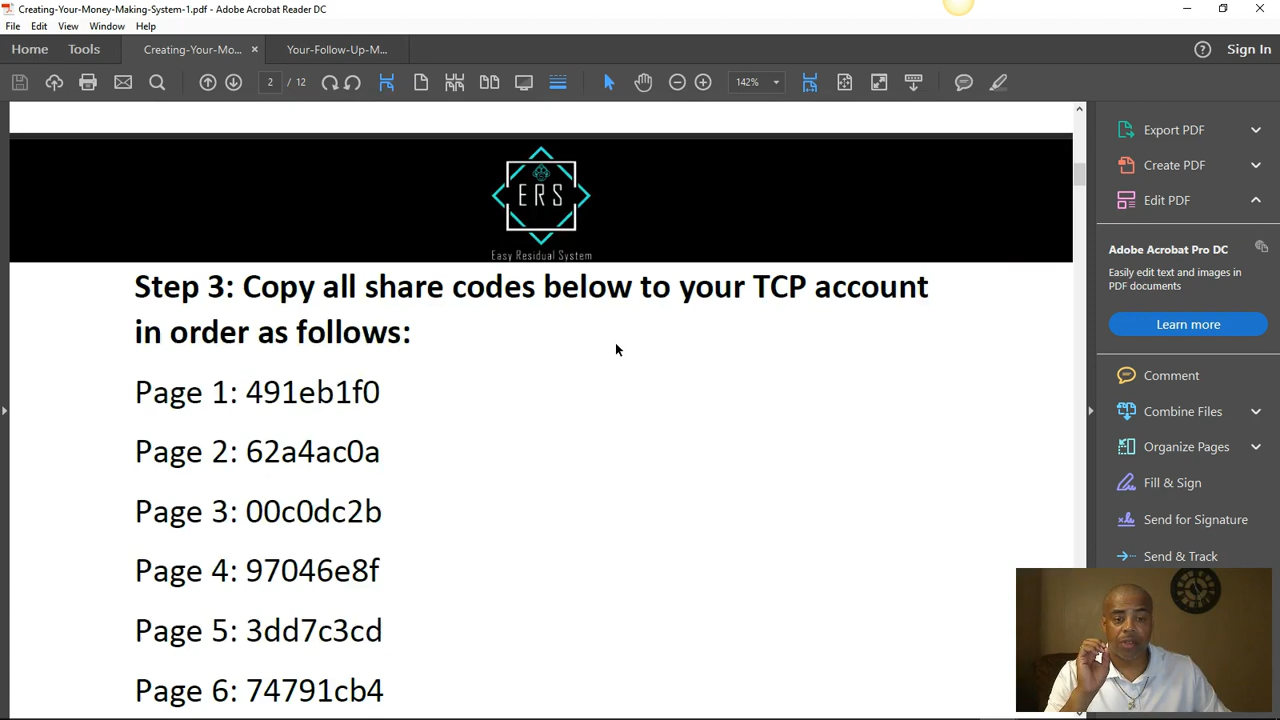 Creating-Your-Money-Making-System-1.pdf - Adobe Acrobat Reader DC
File Edit View Window Help
Home Tools Creating-Your-Mo... × Your-Follow-Up-M... Sign In
2 / 12 142%
ERS
Easy Residual System
Step 3: Copy all share codes below to your TCP account
in order as follows:
Page 1: 491eb1f0
Page 2: 62a4ac0a
Page 3: 00c0dc2b
Page 4: 97046e8f
Page 5: 3dd7c3cd
Page 6: 74791cb4
Export PDF
Create PDF
Edit PDF
Adobe Acrobat Pro DC
Easily edit text and images in
PDF documents
Learn more
Comment
Combine Files
Organize Pages
Fill & Sign
Send for Signature
Send & Track